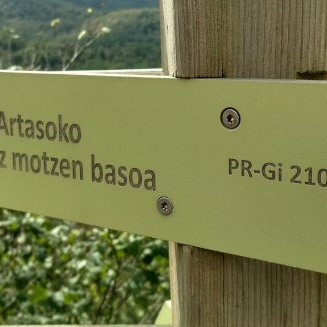 Artasoko
z motzen basoa
PR-Gi 210